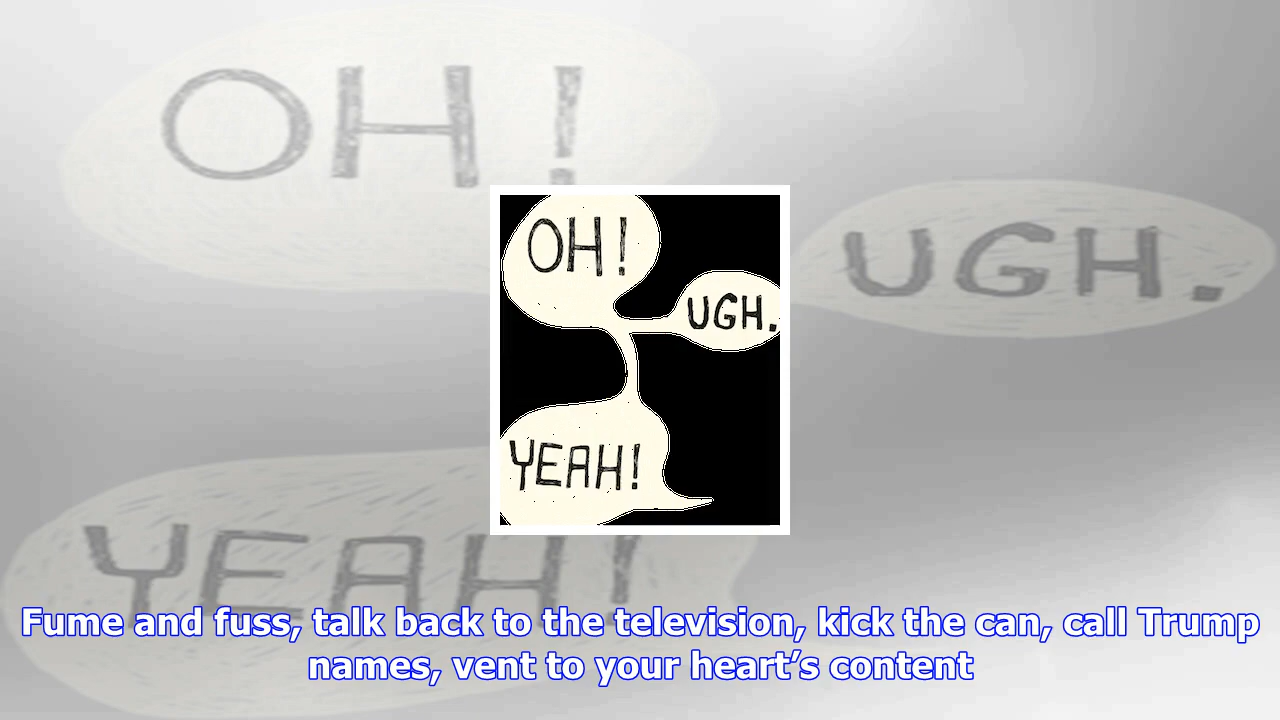 OH!
UGH.
YEAH!
OH!
UGH.
YEAH!
Fume and fuss, talk back to the television, kick the can, call Trump
names, vent to your heart’s content